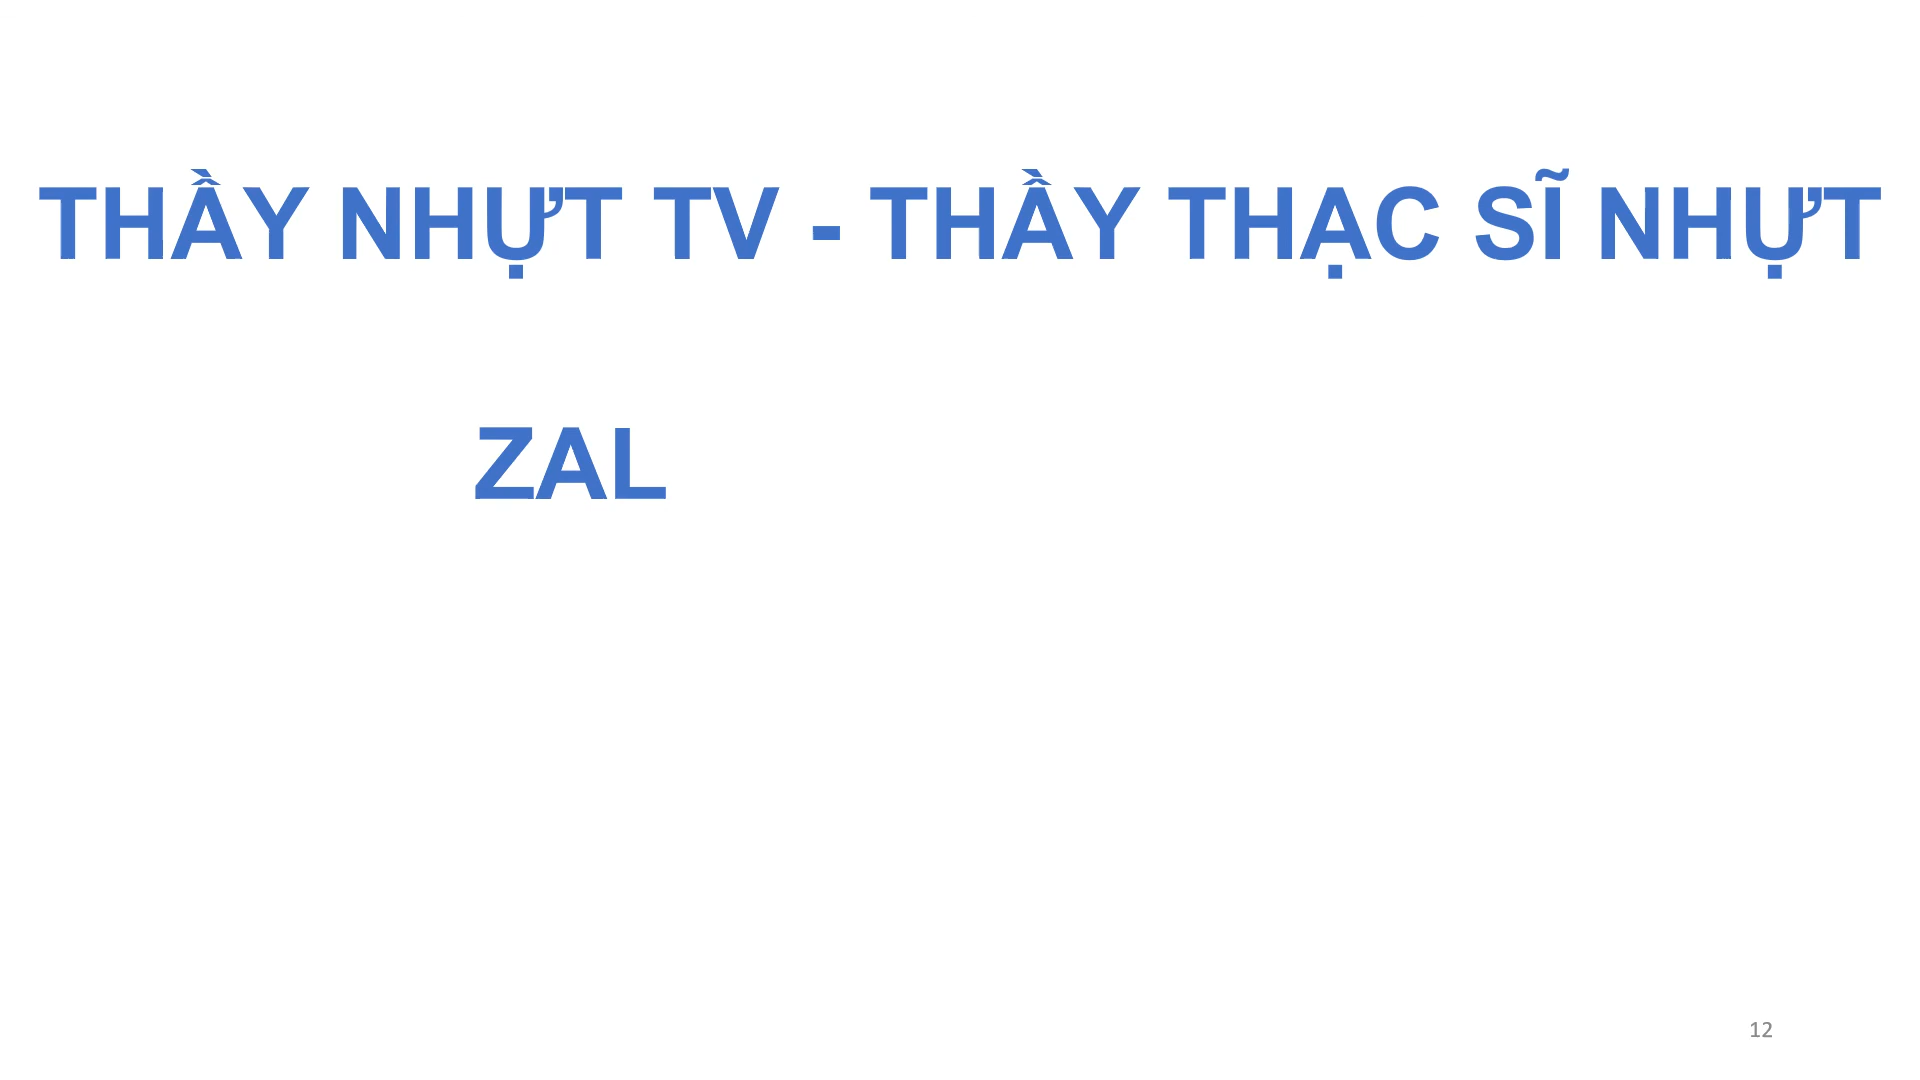 THẦY NHỰT TV - THẦY THẠC SĨ NHỰT
ZAL
12